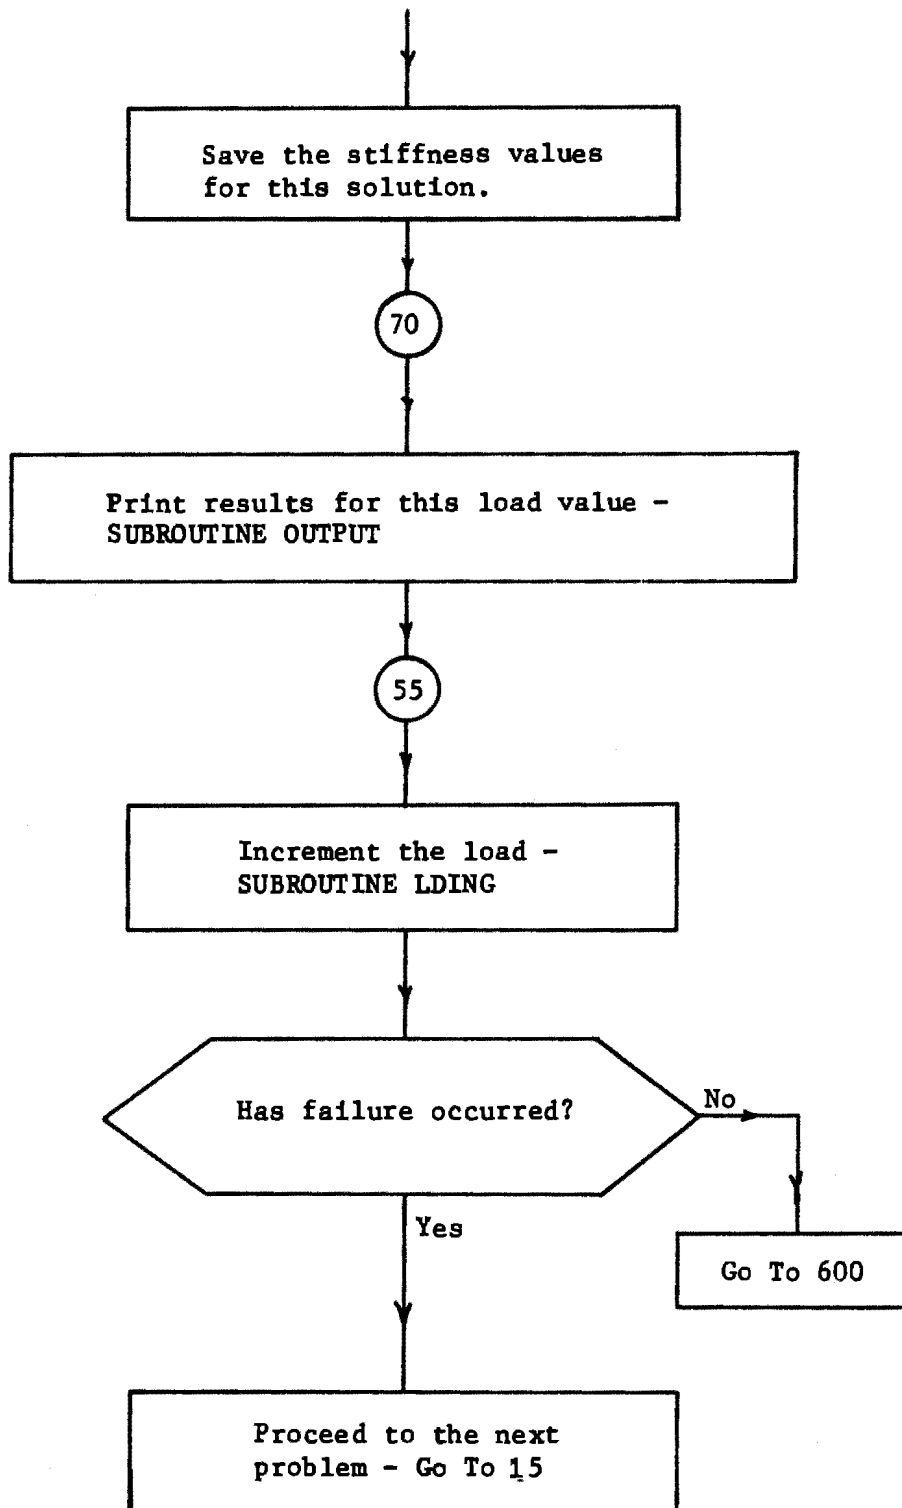 Save the stiffness values
for this solution.
70
Print results for this load value -
SUBROUTINE OUTPUT
55
Increment the load -
SUBROUTINE LDING
Has failure occurred?
No
Yes
Go To 600
Proceed to the next
problem - Go To 15